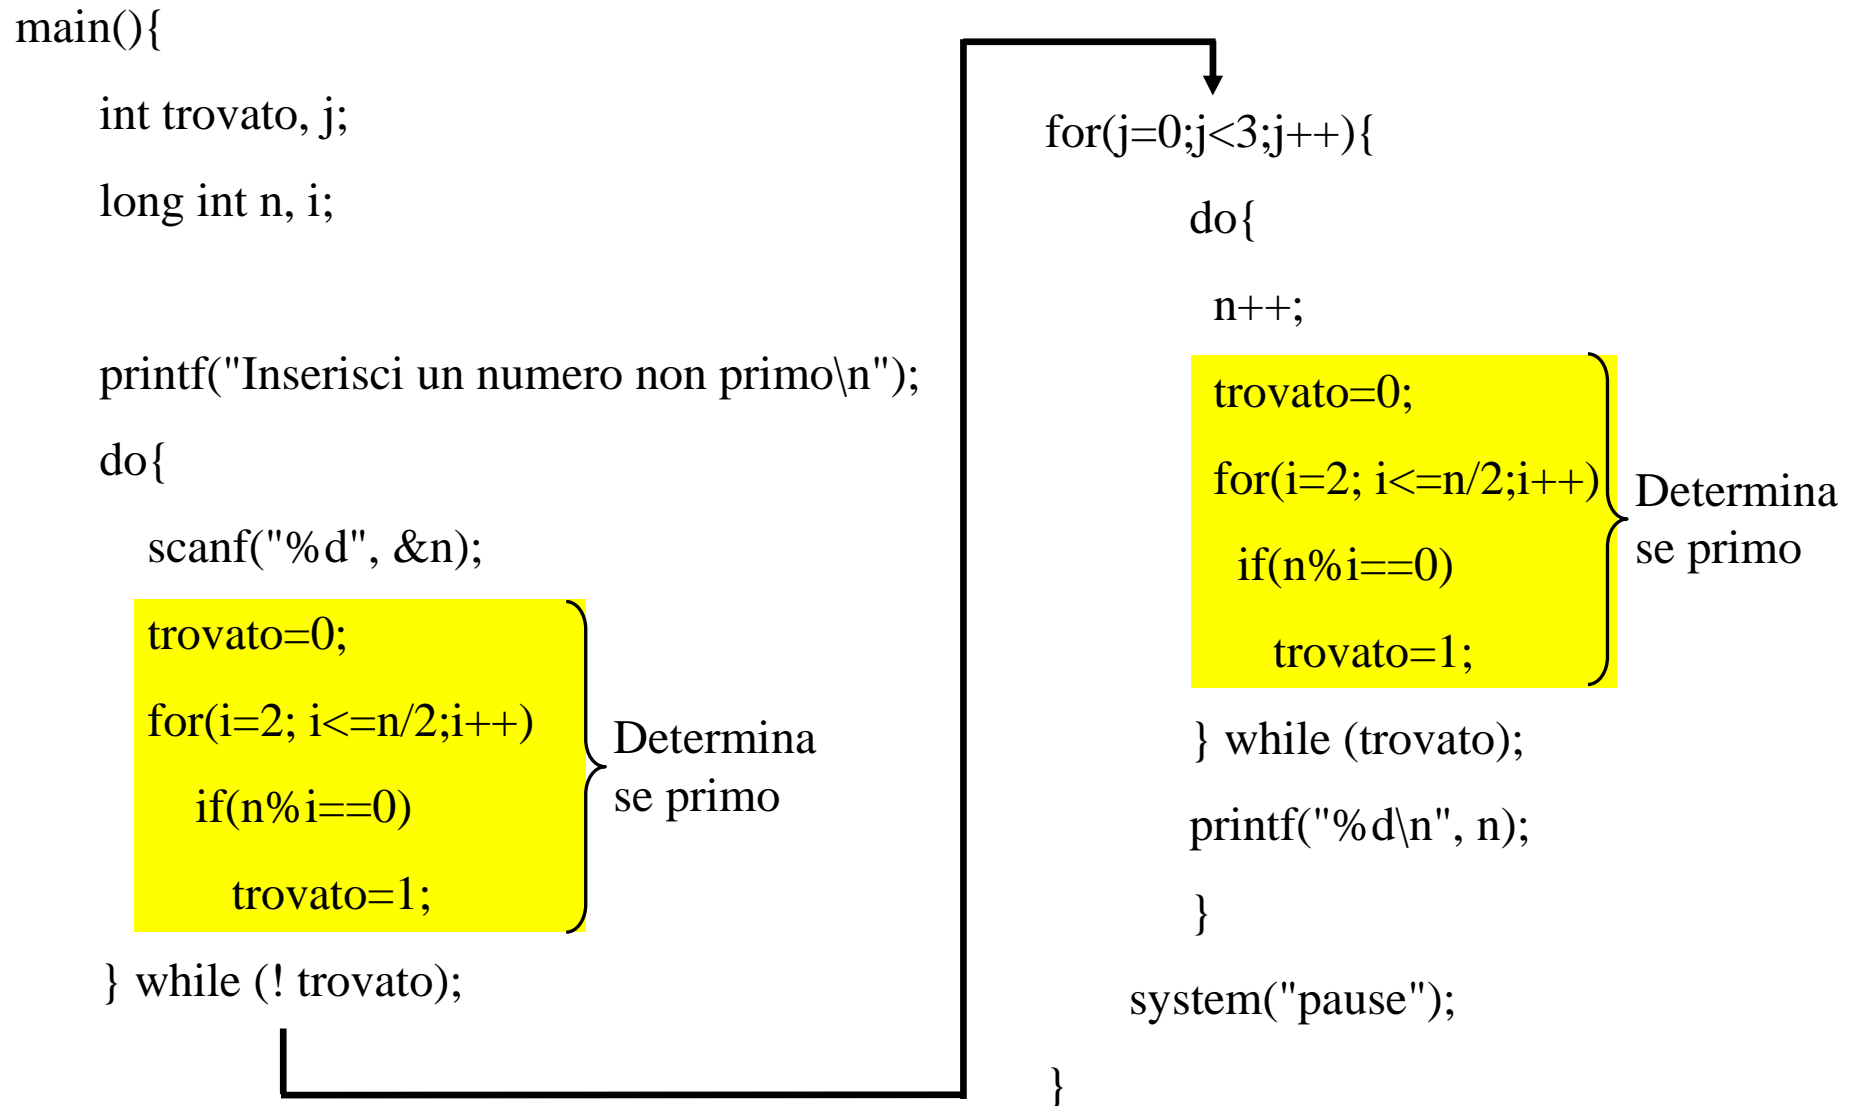 main(){
int trovato, j;
long int n, i;
printf("Inserisci un numero non primo\n");
do{
scanf("%d", &n);
trovato=0;
for(i=2; i<=n/2;i++)
if(n%i==0)
trovato=1;
Determina
se primo
} while (! trovato);
for(j=0;j<3;j++){
do{
n++;
trovato=0;
for(i=2; i<=n/2;i++)
if(n%i==0)
trovato=1;
Determina
se primo
} while (trovato);
printf("%d\n", n);
}
system("pause");
}